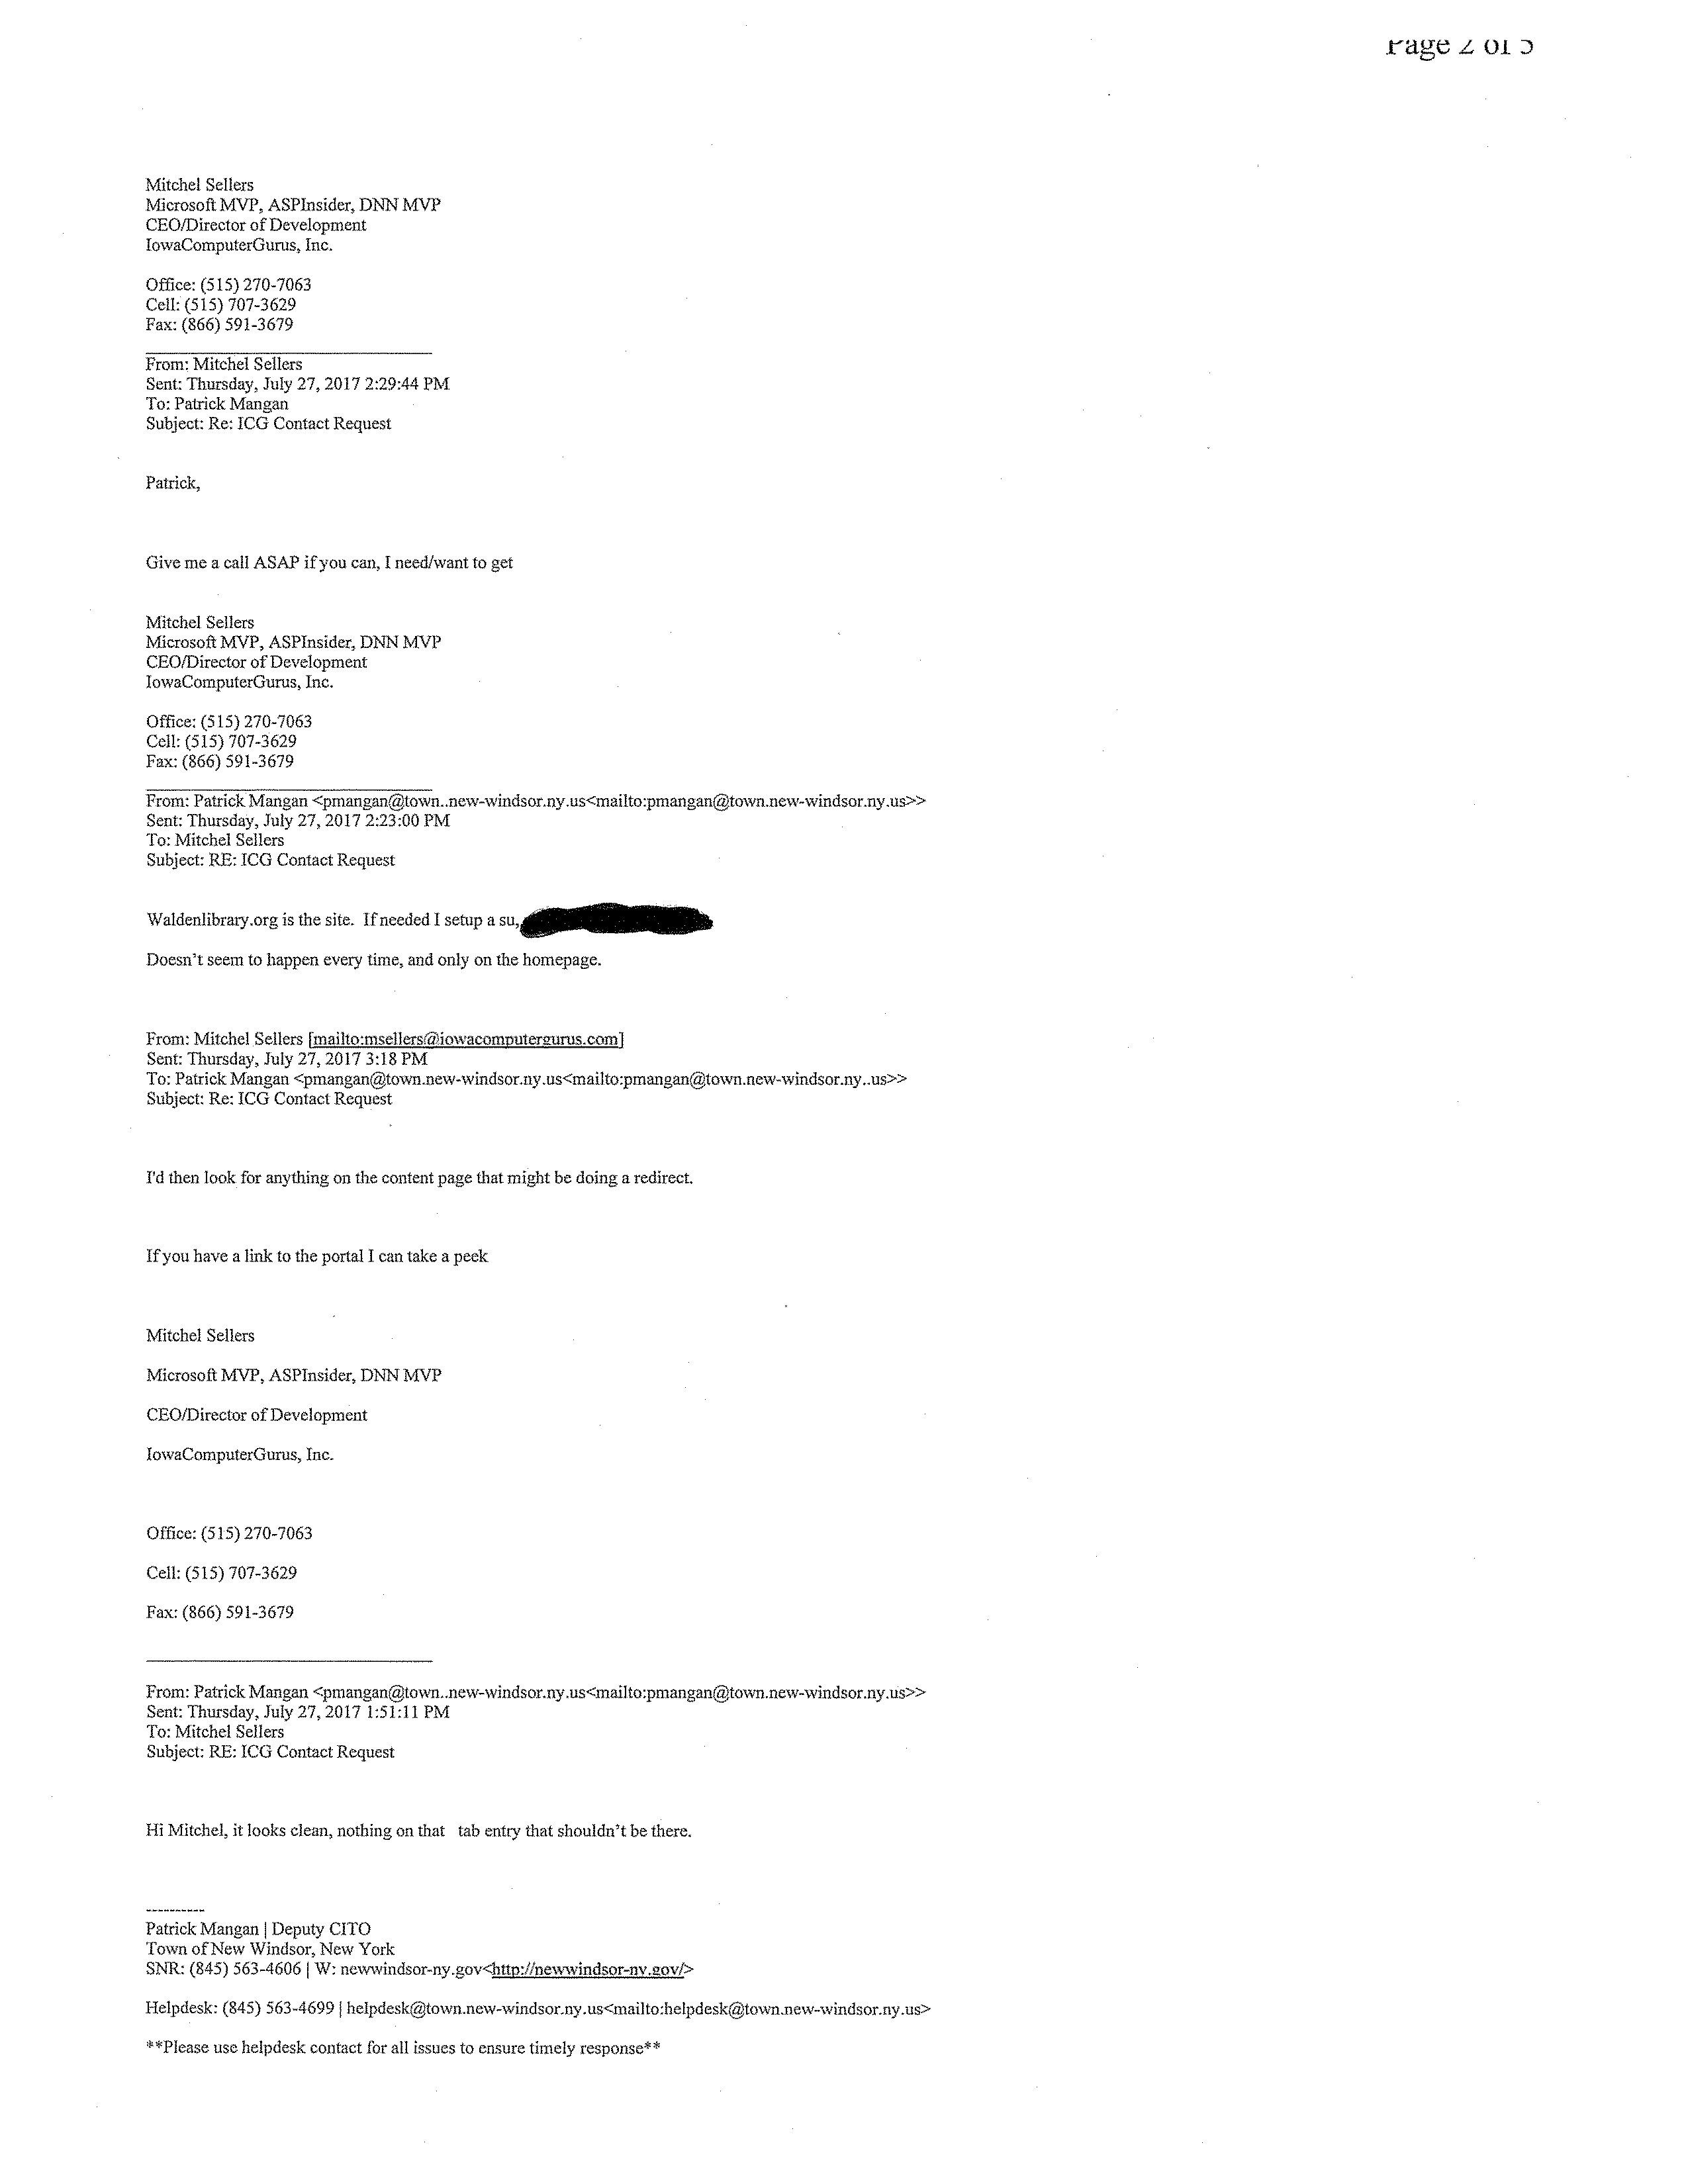 Page 2 of 5
Mitchel Sellers
Microsoft MVP, ASPInsider, DNN MVP
CEO/Director of Development
IowaComputerGurus, Inc.
Office: (515) 270-7063
Cell: (515) 707-3629
Fax: (866) 591-3679
From: Mitchel Sellers
Sent: Thursday, July 27, 2017 2:29:44 PM
To: Patrick Mangan
Subject: Re: ICG Contact Request
Patrick,
Give me a call ASAP if you can, I need/want to get
Mitchel Sellers
Microsoft MVP, ASPInsider, DNN MVP
CEO/Director of Development
IowaComputerGurus, Inc.
Office: (515) 270-7063
Cell: (515) 707-3629
Fax: (866) 591-3679
From: Patrick Mangan <pmangan@town..new-windsor.ny.us<mailto:pmangan@town.new-windsor.ny.us>>
Sent: Thursday, July 27, 2017 2:23:00 PM
To: Mitchel Sellers
Subject: RE: ICG Contact Request
Waldenlibrary.org is the site.  If needed I setup a su,
Doesn't seem to happen every time, and only on the homepage.
From: Mitchel Sellers [mailto:msellers@iowacomputergurus.com]
Sent: Thursday, July 27, 2017 3:18 PM
To: Patrick Mangan <pmangan@town.new-windsor.ny.us<mailto:pmangan@town.new-windsor.ny..us>>
Subject: Re: ICG Contact Request
I'd then look for anything on the content page that might be doing a redirect.
If you have a link to the portal I can take a peek
Mitchel Sellers
Microsoft MVP, ASPInsider, DNN MVP
CEO/Director of Development
IowaComputerGurus, Inc.
Office: (515) 270-7063
Cell: (515) 707-3629
Fax: (866) 591-3679
From: Patrick Mangan <pmangan@town..new-windsor.ny.us<mailto:pmangan@town.new-windsor.ny.us>>
Sent: Thursday, July 27, 2017 1:51:11 PM
To: Mitchel Sellers
Subject: RE: ICG Contact Request
Hi Mitchel, it looks clean, nothing on that   tab entry that shouldn't be there.
----------
Patrick Mangan | Deputy CITO
Town of New Windsor, New York
SNR: (845) 563-4606 | W: newwindsor-ny.gov<http://newwindsor-ny.gov/>
Helpdesk: (845) 563-4699 | helpdesk@town.new-windsor.ny.us<mailto:helpdesk@town.new-windsor.ny.us>
**Please use helpdesk contact for all issues to ensure timely response**